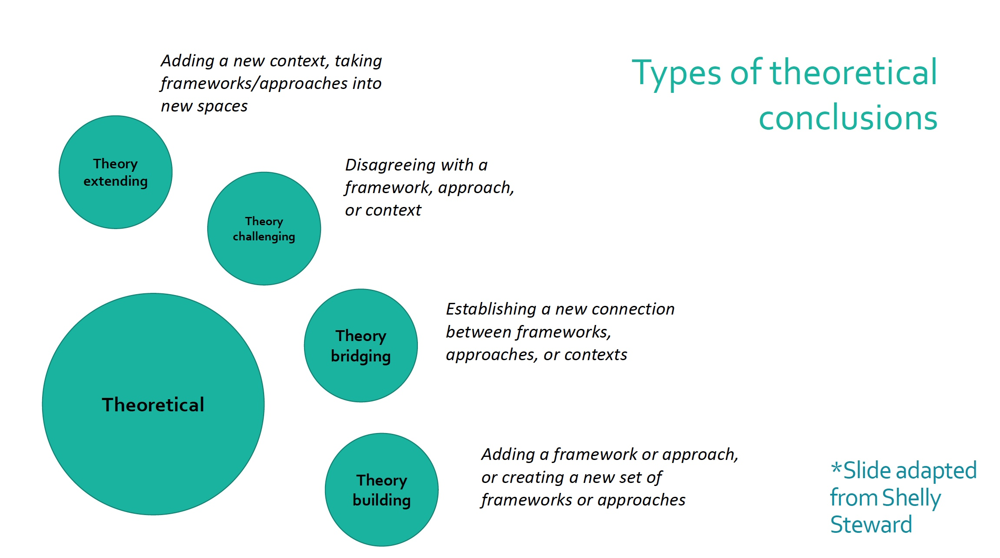 Types of theoretical
conclusions
Adding a new context, taking
frameworks/approaches into
new spaces
Theory
extending
Disagreeing with a
framework, approach,
or context
Theory
challenging
Establishing a new connection
between frameworks,
approaches, or contexts
Theory
bridging
Theoretical
Adding a framework or approach,
or creating a new set of
frameworks or approaches
Theory
building
*Slide adapted
from Shelly
Steward